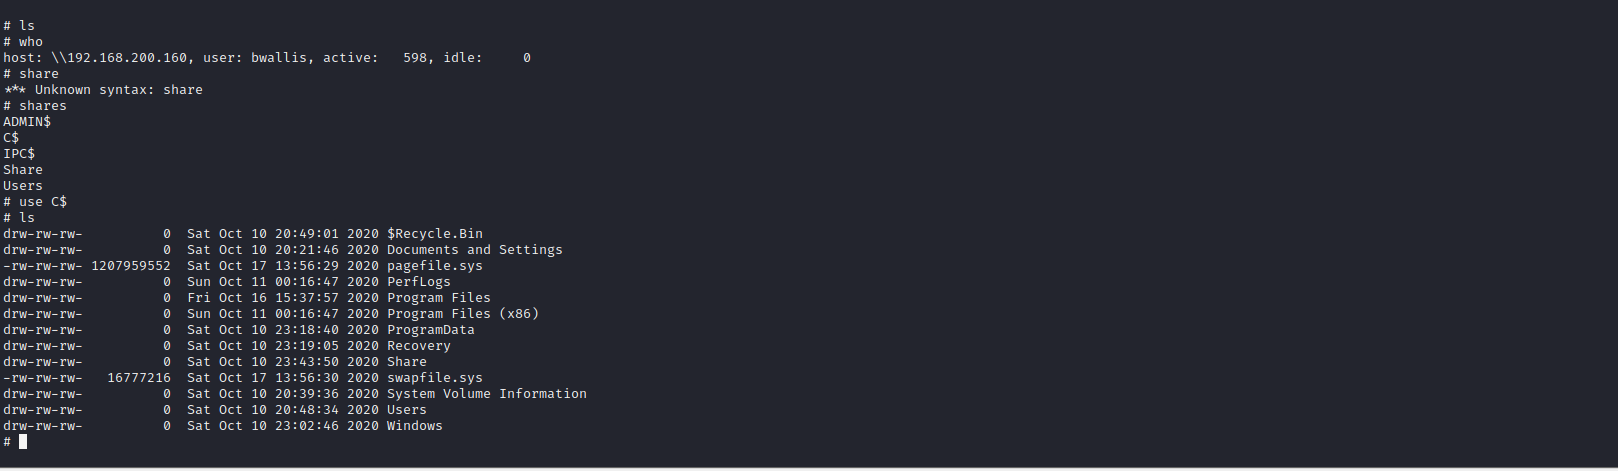 # ls
# who
host: \\192.168.200.160, user: bwallis, active:   598, idle:     0
# share
*** Unknown syntax: share
# shares
ADMIN$
C$
IPC$
Share
Users
# use C$
# ls
drw-rw-rw-          0  Sat Oct 10 20:49:01 2020 $Recycle.Bin
drw-rw-rw-          0  Sat Oct 10 20:21:46 2020 Documents and Settings
-rw-rw-rw- 1207959552  Sat Oct 17 13:56:29 2020 pagefile.sys
drw-rw-rw-          0  Sun Oct 11 00:16:47 2020 PerfLogs
drw-rw-rw-          0  Fri Oct 16 15:37:57 2020 Program Files
drw-rw-rw-          0  Sun Oct 11 00:16:47 2020 Program Files (x86)
drw-rw-rw-          0  Sat Oct 10 23:18:40 2020 ProgramData
drw-rw-rw-          0  Sat Oct 10 23:19:05 2020 Recovery
drw-rw-rw-          0  Sat Oct 10 23:43:50 2020 Share
-rw-rw-rw-   16777216  Sat Oct 17 13:56:30 2020 swapfile.sys
drw-rw-rw-          0  Sat Oct 10 20:39:36 2020 System Volume Information
drw-rw-rw-          0  Sat Oct 10 20:48:34 2020 Users
drw-rw-rw-          0  Sat Oct 10 23:02:46 2020 Windows
#